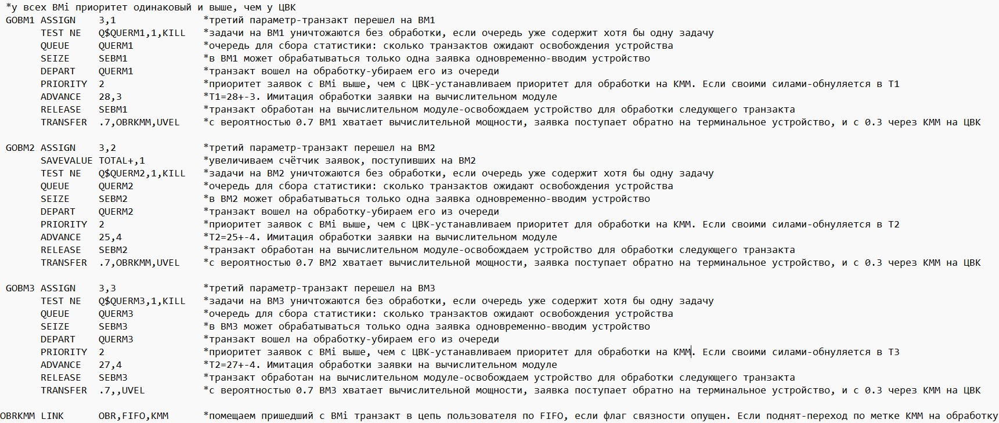 *у всех ВМi приоритет одинаковый и выше, чем у ЦВК
GOBM1 ASSIGN 3,1 *третий параметр-транзакт перешел на ВМ1
TEST NE Q$QUERM1,1,KILL *задачи на ВМ1 уничтожаются без обработки, если очередь уже содержит хотя бы одну задачу
QUEUE QUERM1 *очередь для сбора статистики: сколько транзактов ожидают освобождения устройства
SEIZE SEBM1 *в ВМ1 может обрабатываться только одна заявка одновременно-вводим устройство
DEPART QUERM1 *транзакт вошел на обработку-убираем его из очереди
PRIORITY 2 *приоритет заявок с ВМi выше, чем с ЦВК-устанавливаем приоритет для обработки на КММ. Если своими силами-обнуляется в Т1
ADVANCE 28,3 *T1=28+-3. Имитация обработки заявки на вычислительном модуле
RELEASE SEBM1 *транзакт обработан на вычислительном модуле-освобождаем устройство для обработки следующего транзакта
TRANSFER .7,OBRKMM,UVEL *с вероятностью 0.7 ВМ1 хватает вычислительной мощности, заявка поступает обратно на терминальное устройство, и с 0.3 через КММ на ЦВК
GOBM2 ASSIGN 3,2 *третий параметр-транзакт перешел на ВМ2
SAVEVALUE TOTAL+,1 *увеличиваем счётчик заявок, поступивших на ВМ2
TEST NE Q$QUERM2,1,KILL *задачи на ВМ2 уничтожаются без обработки, если очередь уже содержит хотя бы одну задачу
QUEUE QUERM2 *очередь для сбора статистики: сколько транзактов ожидают освобождения устройства
SEIZE SEBM2 *в ВМ2 может обрабатываться только одна заявка одновременно-вводим устройство
DEPART QUERM2 *транзакт вошел на обработку-убираем его из очереди
PRIORITY 2 *приоритет заявок с ВМi выше, чем с ЦВК-устанавливаем приоритет для обработки на КММ. Если своими силами-обнуляется в Т2
ADVANCE 25,4 *T2=25+-4. Имитация обработки заявки на вычислительном модуле
RELEASE SEBM2 *транзакт обработан на вычислительном модуле-освобождаем устройство для обработки следующего транзакта
TRANSFER .7,OBRKMM,UVEL *с вероятностью 0.7 ВМ2 хватает вычислительной мощности, заявка поступает обратно на терминальное устройство, и с 0.3 через КММ на ЦВК
GOBM3 ASSIGN 3,3 *третий параметр-транзакт перешел на ВМ3
TEST NE Q$QUERM3,1,KILL *задачи на ВМ3 уничтожаются без обработки, если очередь уже содержит хотя бы одну задачу
QUEUE QUERM3 *очередь для сбора статистики: сколько транзактов ожидают освобождения устройства
SEIZE SEBM3 *в ВМ3 может обрабатываться только одна заявка одновременно-вводим устройство
DEPART QUERM3 *транзакт вошел на обработку-убираем его из очереди
PRIORITY 2 *приоритет заявок с ВМi выше, чем с ЦВК-устанавливаем приоритет для обработки на КММ. Если своими силами-обнуляется в Т3
ADVANCE 27,4 *T2=27+-4. Имитация обработки заявки на вычислительном модуле
RELEASE SEBM3 *транзакт обработан на вычислительном модуле-освобождаем устройство для обработки следующего транзакта
TRANSFER .7,,UVEL *с вероятностью 0.7 ВМ3 хватает вычислительной мощности, заявка поступает обратно на терминальное устройство, и с 0.3 через КММ на ЦВК
OBRKMM LINK OBR,FIFO,KMM *помещаем пришедший с ВМi транзакт в цепь пользователя по FIFO, если флаг связности опущен. Если поднят-переход по метке КММ на обработку